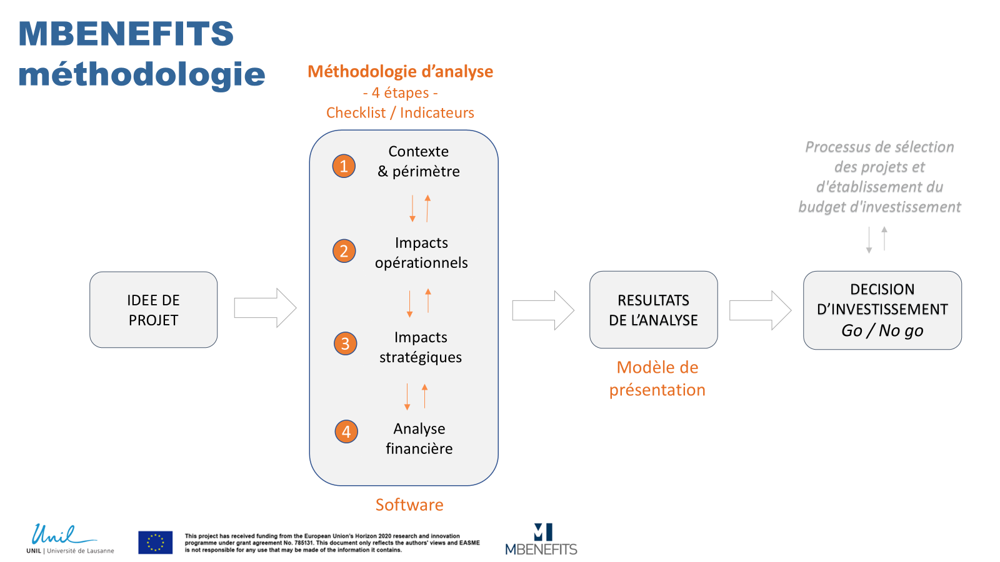 MBENEFITS
méthodologie
Méthodologie d’analyse
- 4 étapes -
Checklist / Indicateurs
1
Contexte
& périmètre
2
Impacts
opérationnels
3
Impacts
stratégiques
4
Analyse
financière
Software
IDEE DE
PROJET
RESULTATS
DE L’ANALYSE
Modèle de
présentation
Processus de sélection
des projets et
d'établissement du
budget d'investissement
DECISION
D’INVESTISSEMENT
Go / No go
Unil
UNIL | Université de Lausanne
This project has received funding from the European Union's Horizon 2020 research and innovation
programme under grant agreement No. 785131. This document only reflects the authors' views and EASME
is not responsible for any use that may be made of the information it contains.
MBENEFITS